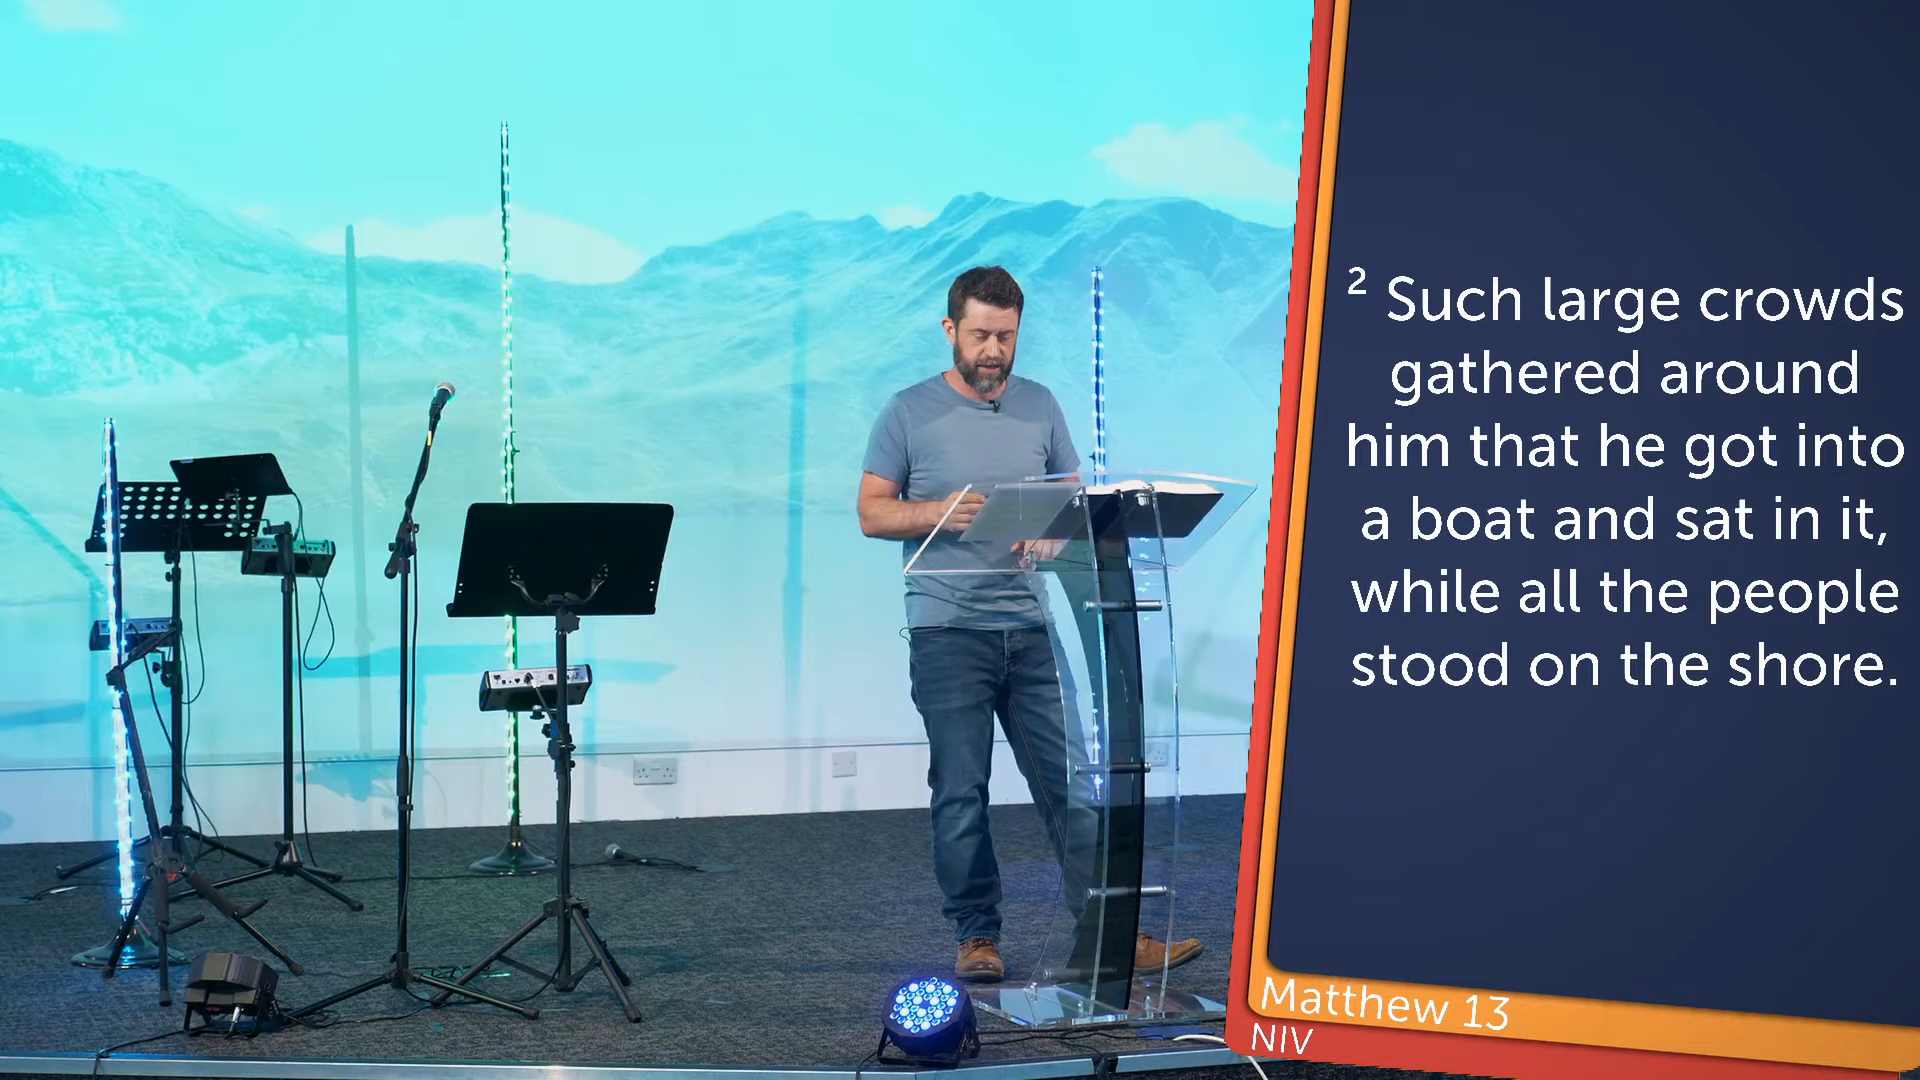 ² Such large crowds
gathered around
him that he got into
a boat and sat in it,
while all the people
stood on the shore.
Matthew 13
NIV